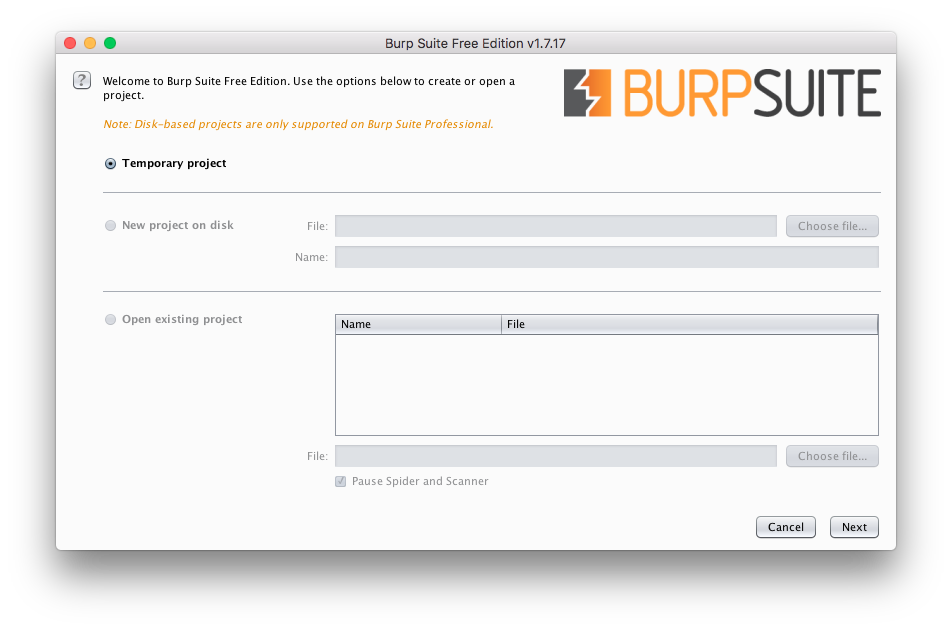 Burp Suite Free Edition v1.7.17
?
Welcome to Burp Suite Free Edition. Use the options below to create or open a
project.
BURPSUITE
Note: Disk-based projects are only supported on Burp Suite Professional.
Temporary project
New project on disk
File:
Choose file...
Name:
Open existing project
Name
File
File:
Choose file...
Pause Spider and Scanner
Cancel
Next